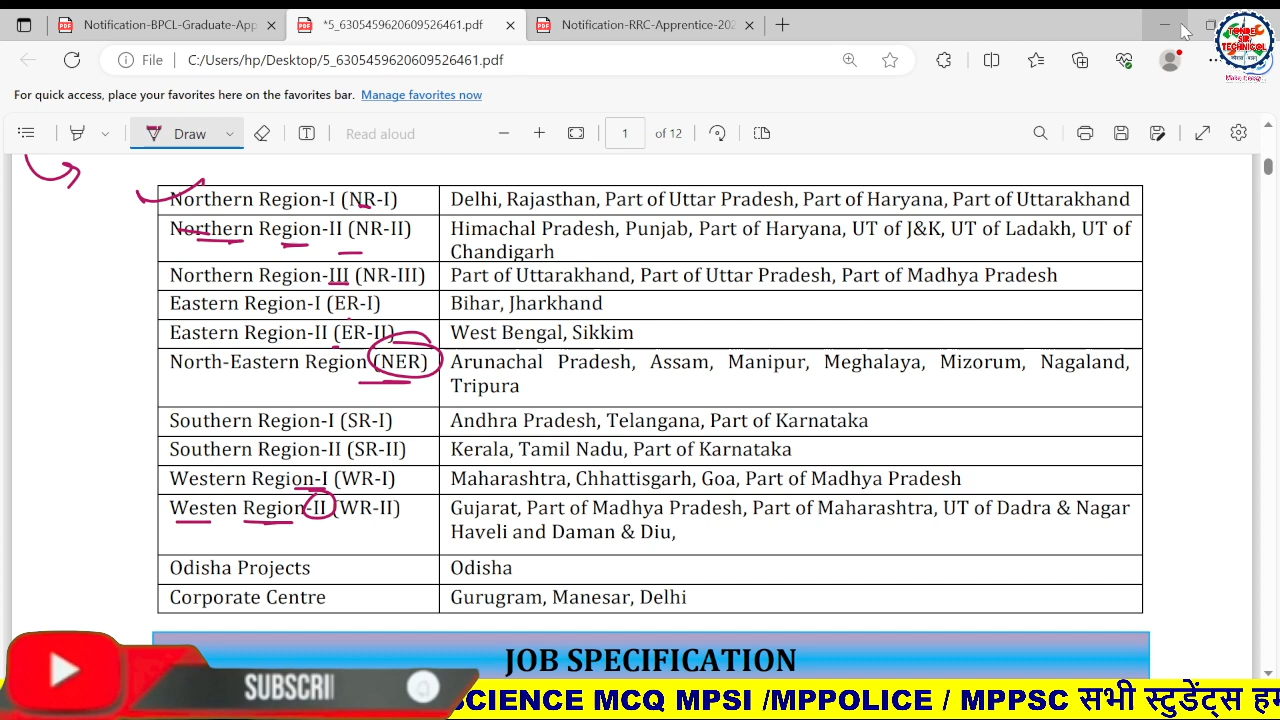 Notification-BPCL-Graduate-App
*5_6305459620609526461.pdf
Notification-RRC-Apprentice-202
File C:/Users/hp/Desktop/5_6305459620609526461.pdf
For quick access, place your favorites here on the favorites bar. Manage favorites now
Draw Read aloud 1 of 12
TONDE SIR TECHNICOL
Northern Region-I (NR-I) Delhi, Rajasthan, Part of Uttar Pradesh, Part of Haryana, Part of Uttarakhand
Northern Region-II (NR-II) Himachal Pradesh, Punjab, Part of Haryana, UT of J&K, UT of Ladakh, UT of
Chandigarh
Northern Region-III (NR-III) Part of Uttarakhand, Part of Uttar Pradesh, Part of Madhya Pradesh
Eastern Region-I (ER-I) Bihar, Jharkhand
Eastern Region-II (ER-II) West Bengal, Sikkim
North-Eastern Region (NER) Arunachal Pradesh, Assam, Manipur, Meghalaya, Mizorum, Nagaland,
Tripura
Southern Region-I (SR-I) Andhra Pradesh, Telangana, Part of Karnataka
Southern Region-II (SR-II) Kerala, Tamil Nadu, Part of Karnataka
Western Region-I (WR-I) Maharashtra, Chhattisgarh, Goa, Part of Madhya Pradesh
Westen Region-II (WR-II) Gujarat, Part of Madhya Pradesh, Part of Maharashtra, UT of Dadra & Nagar
Haveli and Daman & Diu,
Odisha Projects Odisha
Corporate Centre Gurugram, Manesar, Delhi
JOB SPECIFICATION
SUBSCRI
SCIENCE MCQ MPSI /MPPOLICE / MPPSC सभी स्टुडेंट्स ह